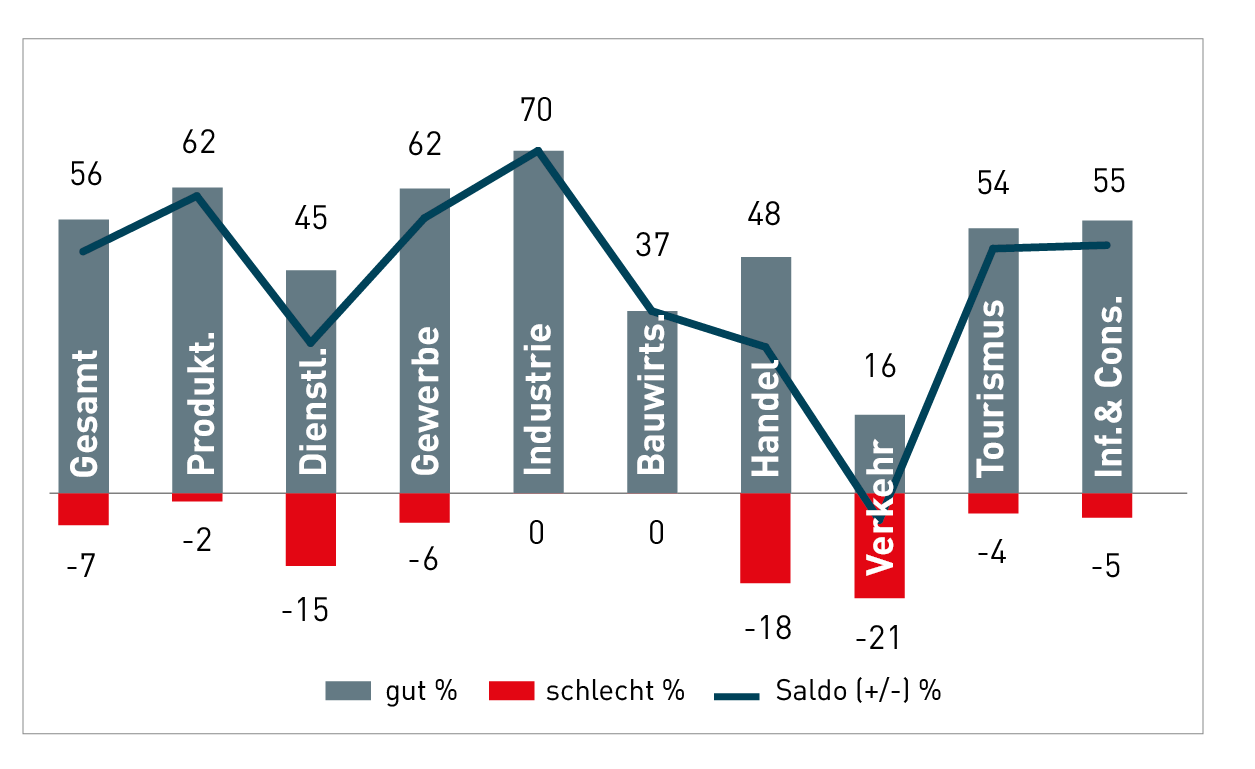 56
62
45
62
70
37
48
16
54
55
Gesamt
Produkt.
Dienstl.
Gewerbe
Industrie
Bauwirts.
Handel
Verkehr
Tourismus
Inf.& Cons.
-7
-2
-15
-6
0
0
-18
-21
-4
-5
gut %
schlecht %
Saldo (+/-) %